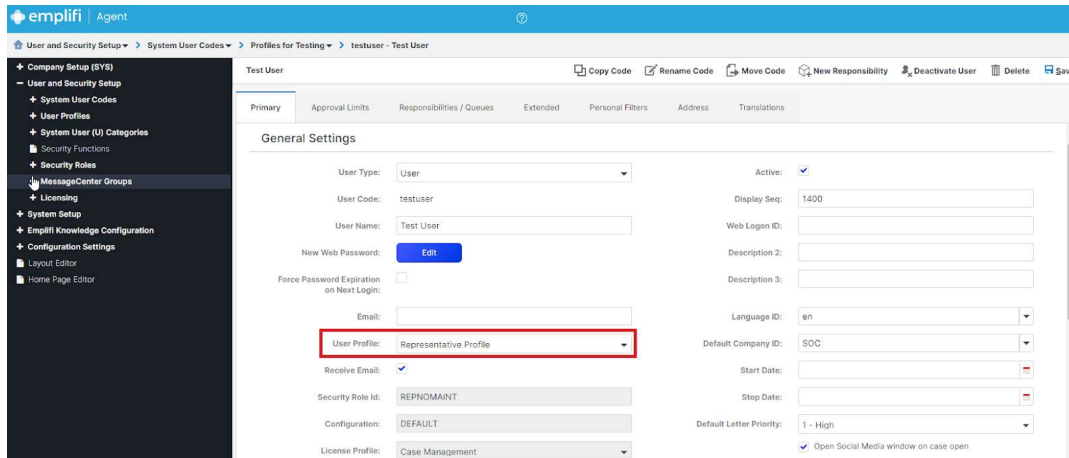 emplifi | Agent
User and Security Setup > System User Codes > Profiles for Testing > testuser - Test User
Company Setup (SYS)
User and Security Setup
System User Codes
User Profiles
System User (U) Categories
Security Functions
Security Roles
MessageCenter Groups
Licensing
System Setup
Emplifi Knowledge Configuration
Configuration Settings
Layout Editor
Home Page Editor
Test User
Copy Code Rename Code Move Code New Responsibility Deactivate User Delete Sav
Primary Approval Limits Responsibilities / Queues Extended Personal Filters Address Translations
General Settings
User Type: User Active:
User Code: testuser Display Seq: 1400
User Name: Test User Web Logon ID:
New Web Password: Edit Description 2:
Force Password Expiration
on Next Login:
Description 3:
Email: Language ID: en
User Profile: Representative Profile Default Company ID: SOC
Receive Email: Start Date:
Security Role Id: REPNOMAINT Stop Date:
Configuration: DEFAULT Default Letter Priority: 1 - High
Open Social Media window on case open
License Profile: Case Management